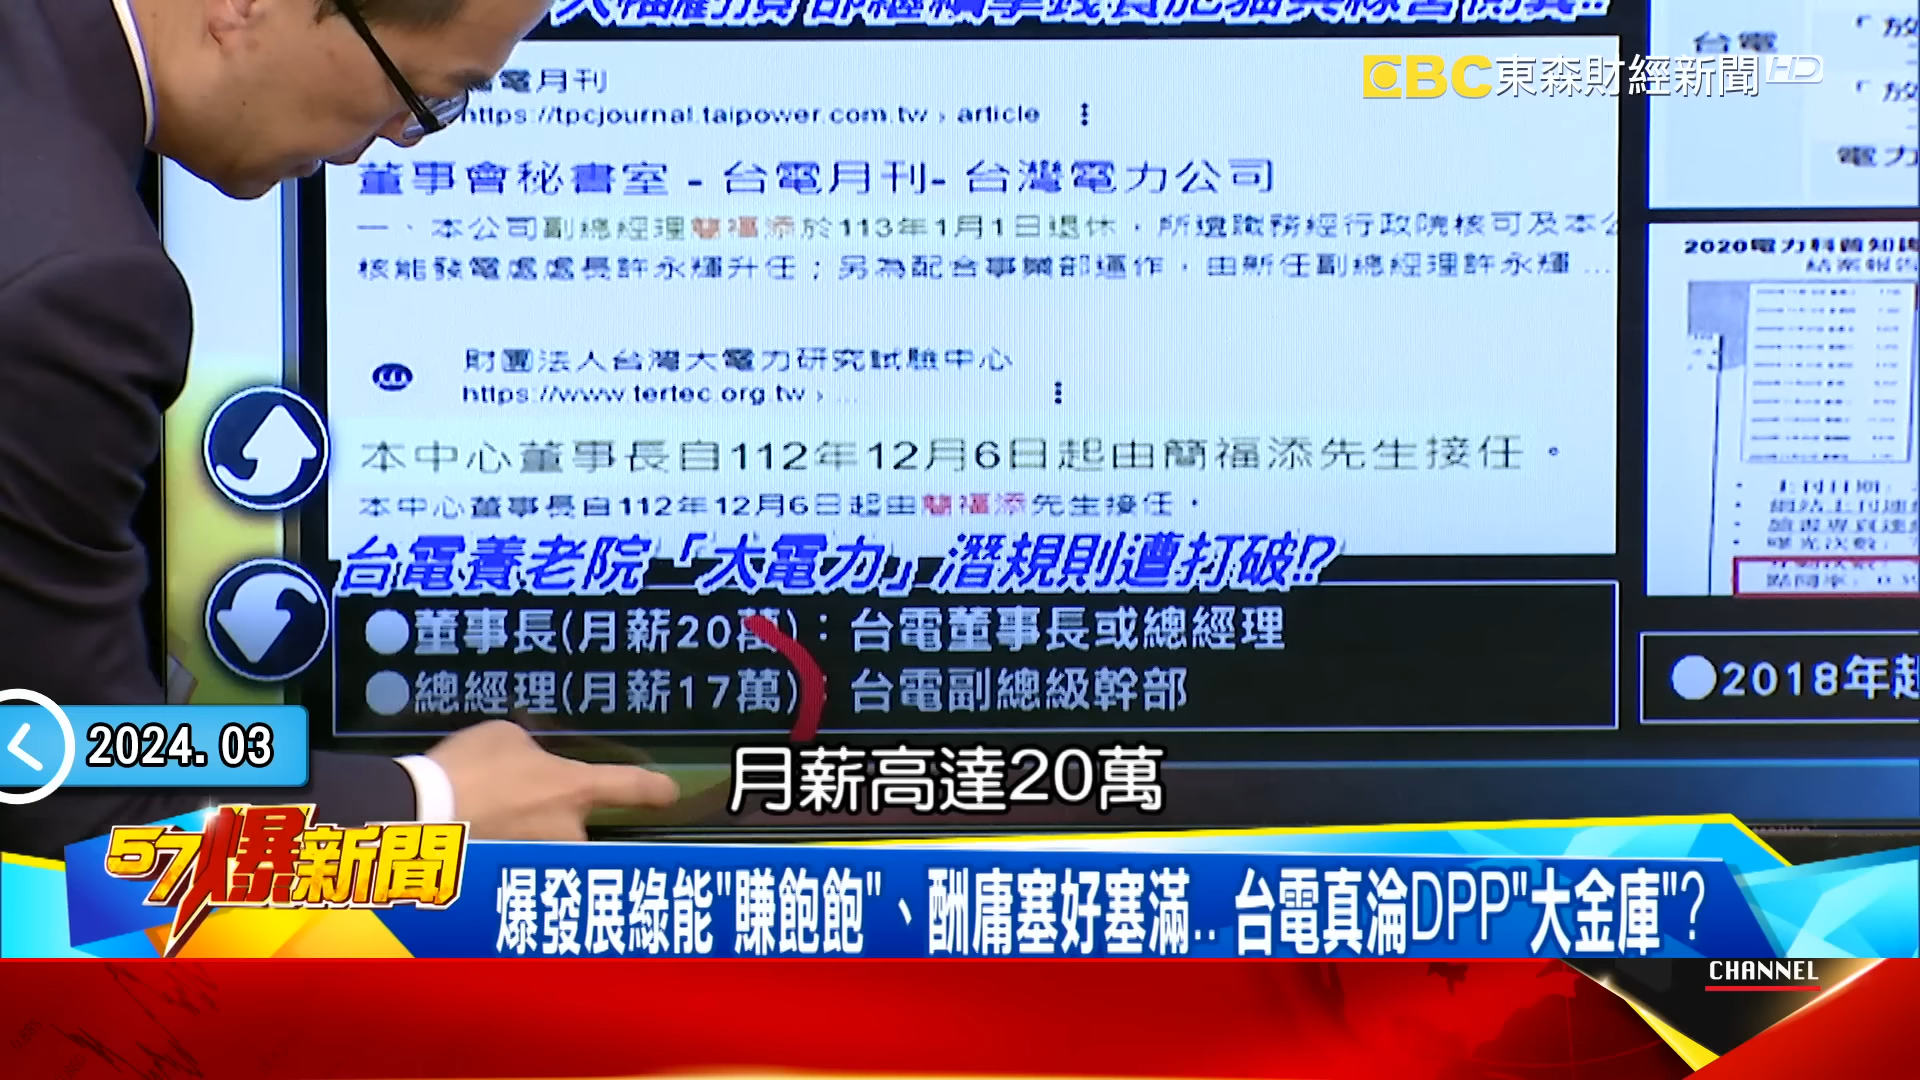 EBC東森財經新聞HD
台電
電月刊
https://tpcjournal.taipower.com.tw › article
董事會秘書室 - 台電月刊- 台灣電力公司
一、本公司副總經理簡福添於113年1月1日退休，所遺職務經行政院核可及本公
核能發電處處長許永輝升任；另為配合事業部運作，由新任副總經理許永輝 ...
財團法人台灣大電力研究試驗中心
https://www.tertec.org.tw › ...
本中心董事長自112年12月6日起由簡福添先生接任。
本中心董事長自112年12月6日起由簡福添先生接任，
台電養老院「大電力」潛規則遭打破!?
●董事長(月薪20萬)：台電董事長或總經理
●總經理(月薪17萬)：台電副總級幹部
電力
2020電力科普知識
結案報告
●2018年起
2024.03
月薪高達20萬
57爆新聞
爆發展綠能"賺飽飽"、酬庸塞好塞滿.. 台電真淪DPP"大金庫"?
CHANNEL